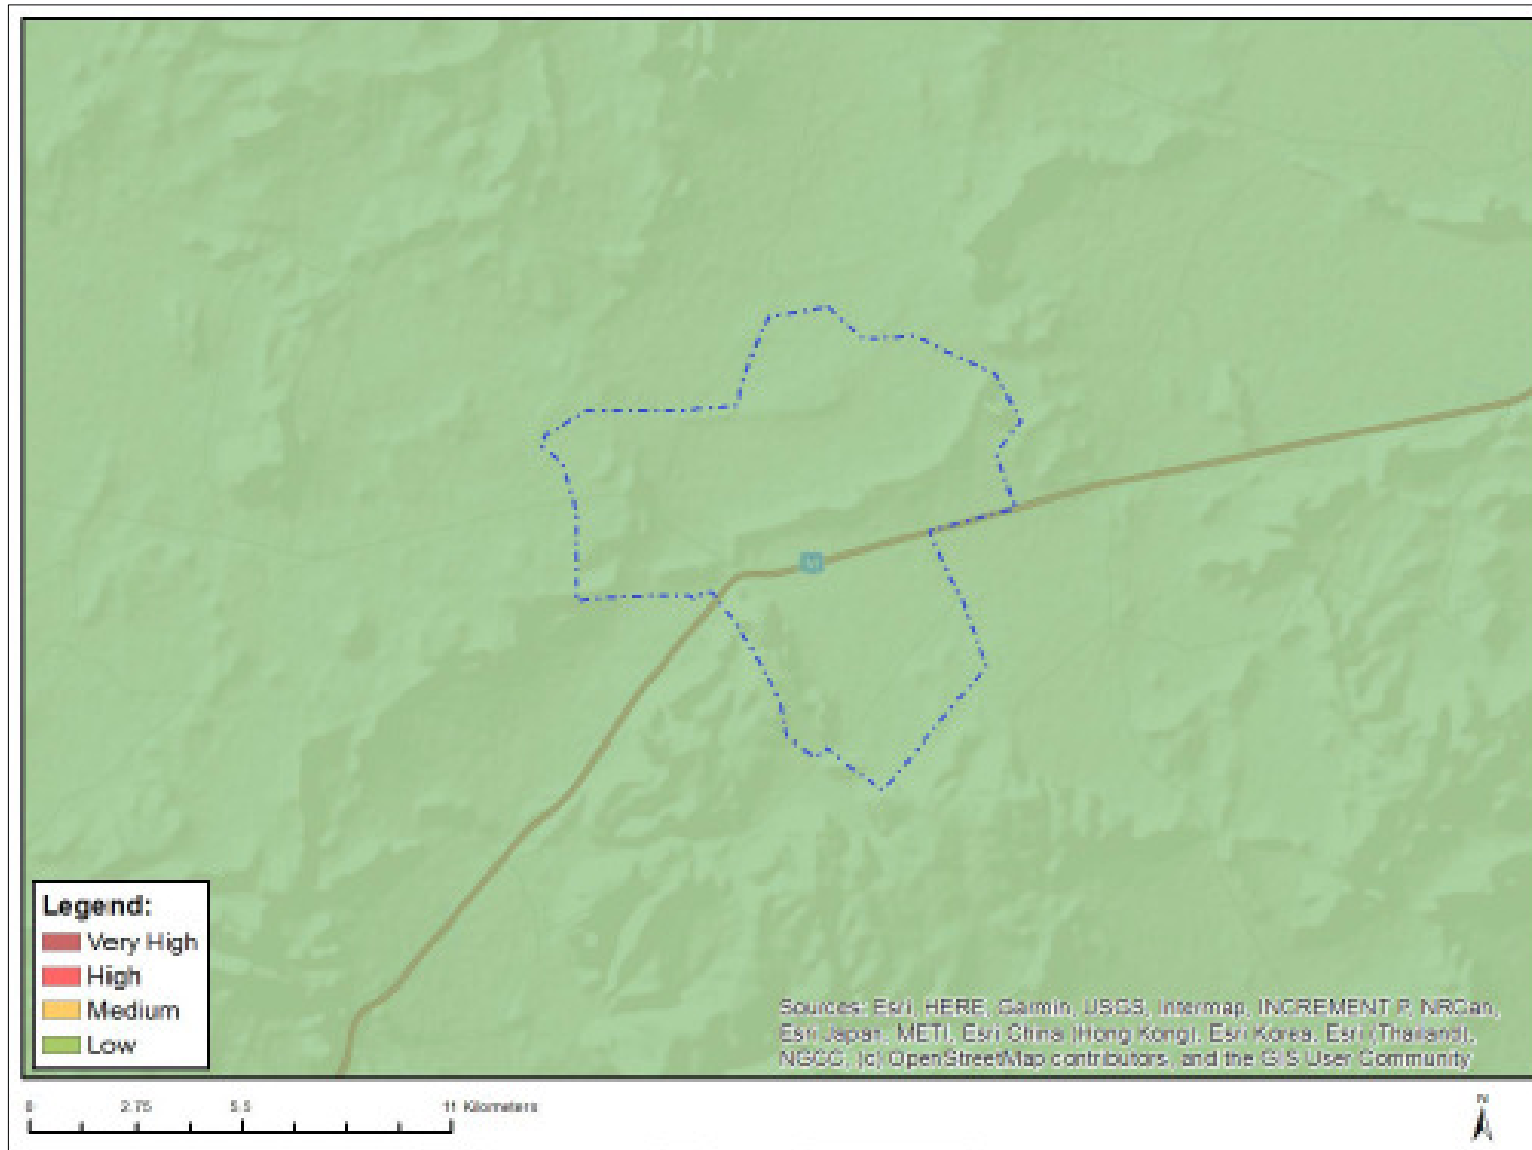 Legend:
Very High
High
Medium
Low
Sources: Esri, HERE, Garmin, USGS, Intermap, INCREMENT P, NRCan,
Esri Japan, METI, Esri China (Hong Kong), Esri Korea, Esri (Thailand),
NGCC, (c) OpenStreetMap contributors, and the GIS User Community
0 2.75 5.5 11 Kilometers
N